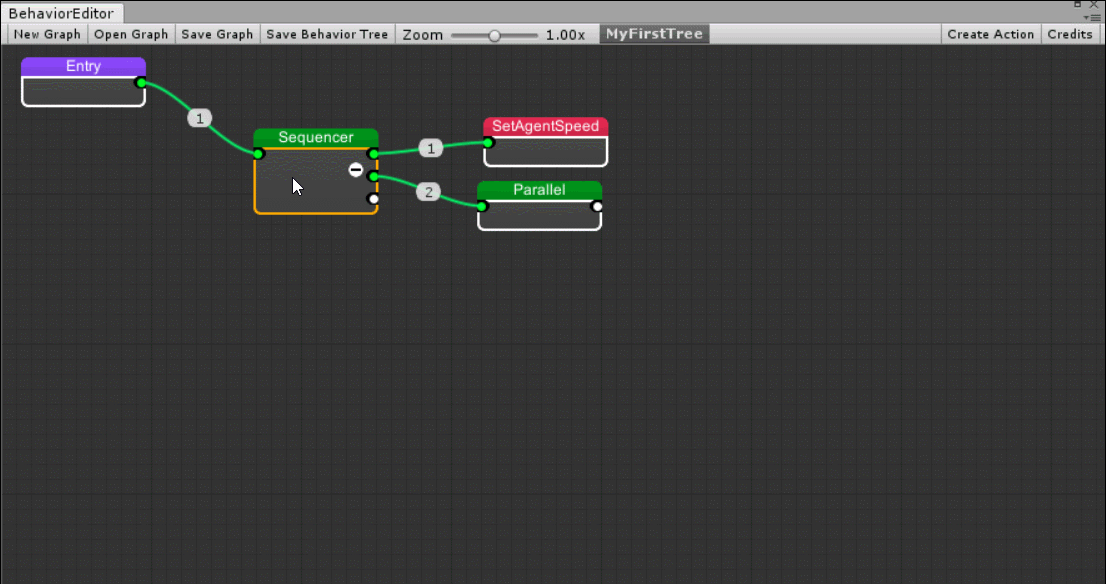 BehaviorEditor
New Graph Open Graph Save Graph Save Behavior Tree Zoom 1.00x MyFirstTree Create Action Credits
Entry
1
Sequencer
1
2
SetAgentSpeed
Parallel